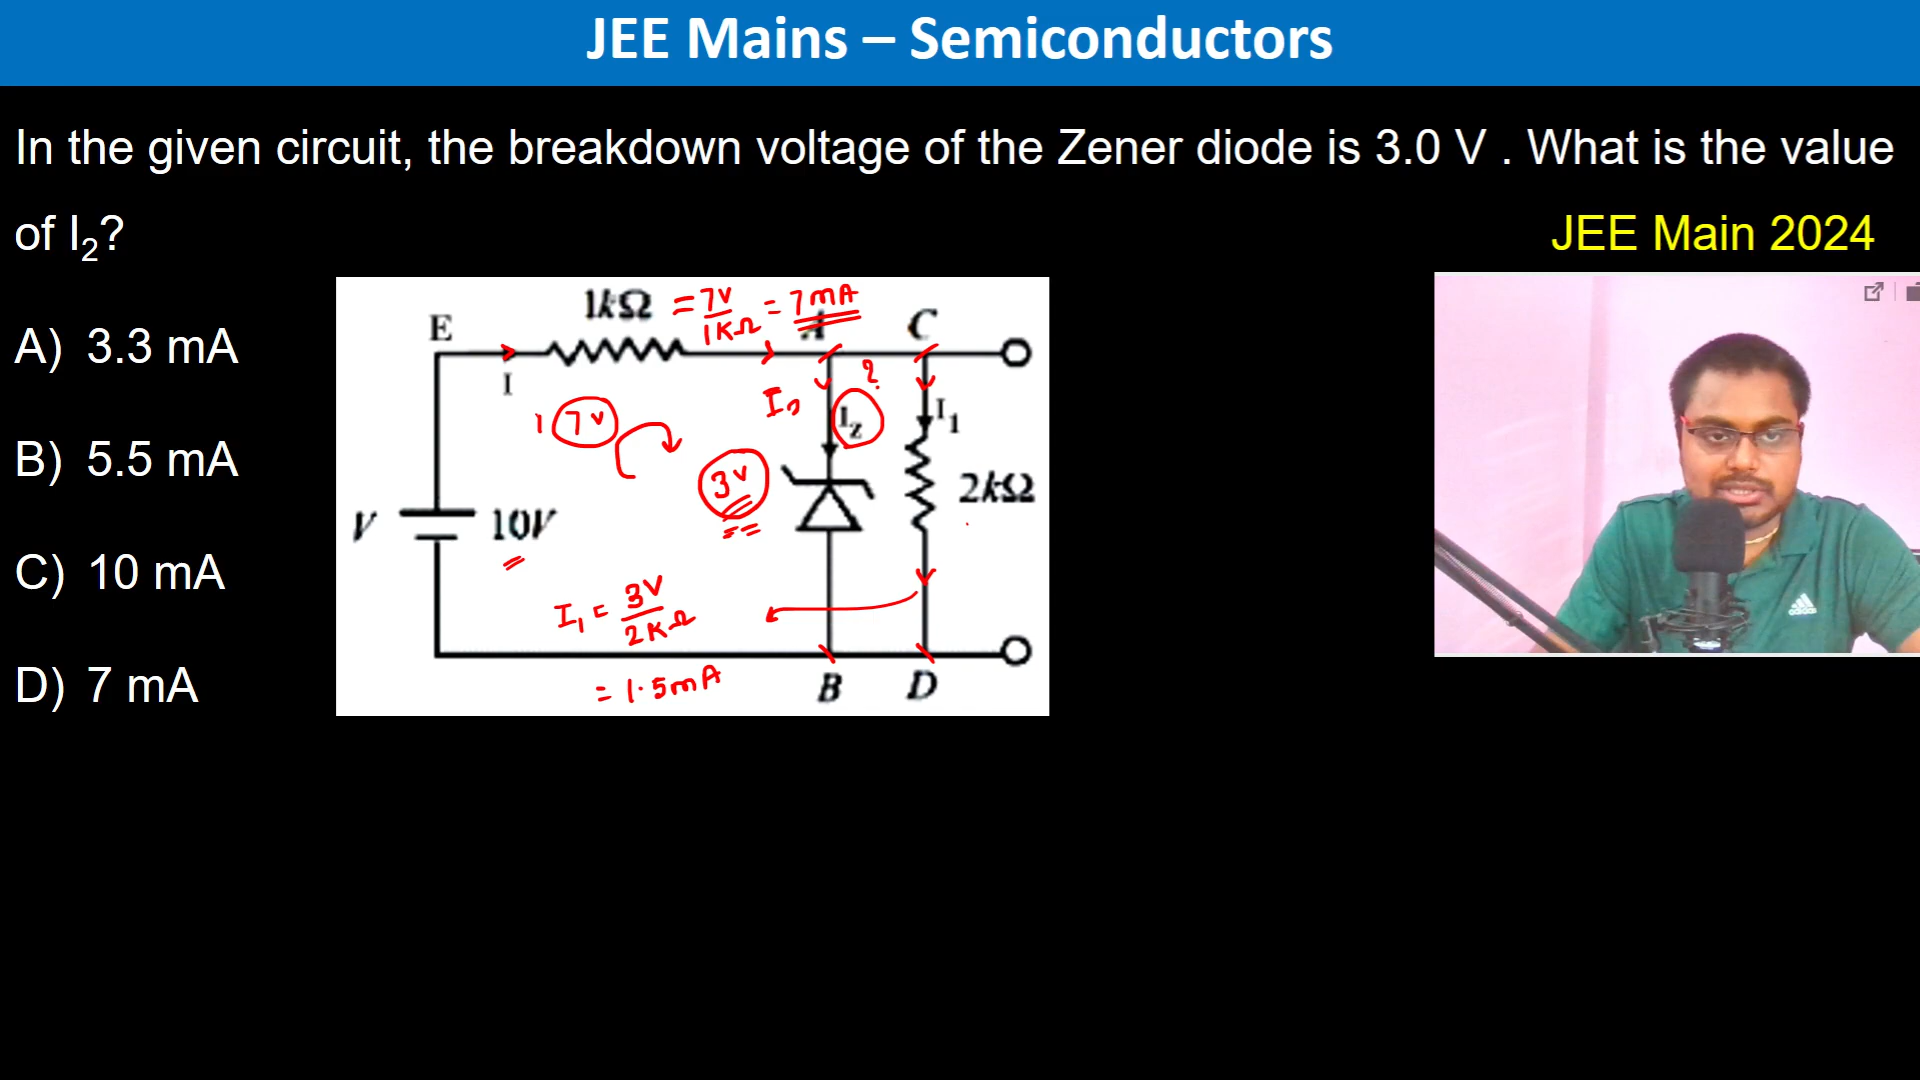 JEE Mains – Semiconductors
In the given circuit, the breakdown voltage of the Zener diode is 3.0 V . What is the value
of I₂?
JEE Main 2024
A) 3.3 mA
B) 5.5 mA
C) 10 mA
D) 7 mA
1kΩ = 7V/1KΩ = 7mA
E
A
C
I
?
7V
I
Iz
I1
3V
2kΩ
V
10V
I1 = 3V/2KΩ
= 1.5mA
B
D
adidas